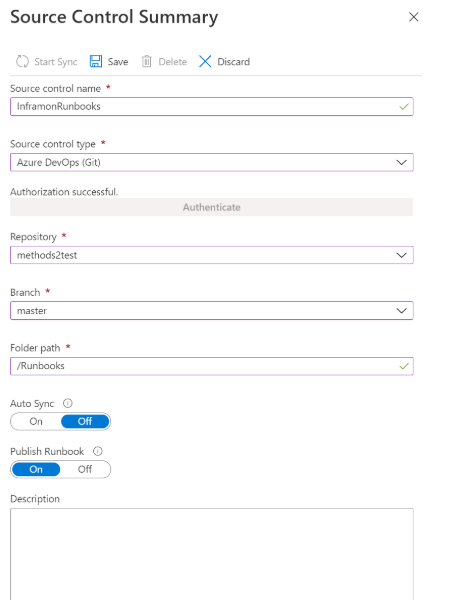 Source Control Summary
Start Sync Save Delete Discard
Source control name *
InframonRunbooks
Source control type *
Azure DevOps (Git)
Authorization successful.
Authenticate
Repository *
methods2test
Branch *
master
Folder path *
/Runbooks
Auto Sync
On Off
Publish Runbook
On Off
Description